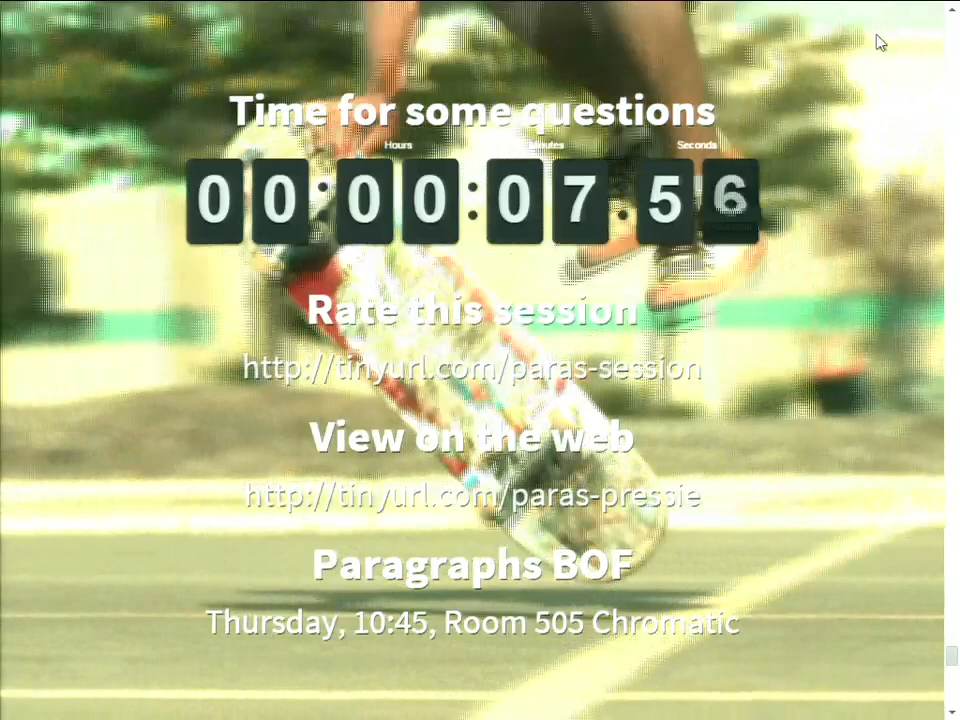 Time for some questions
Hours Minutes Seconds
00:00:07:56
Rate this session
http://tinyurl.com/paras-session
View on the web
http://tinyurl.com/paras-pressie
Paragraphs BOF
Thursday, 10:45, Room 505 Chromatic